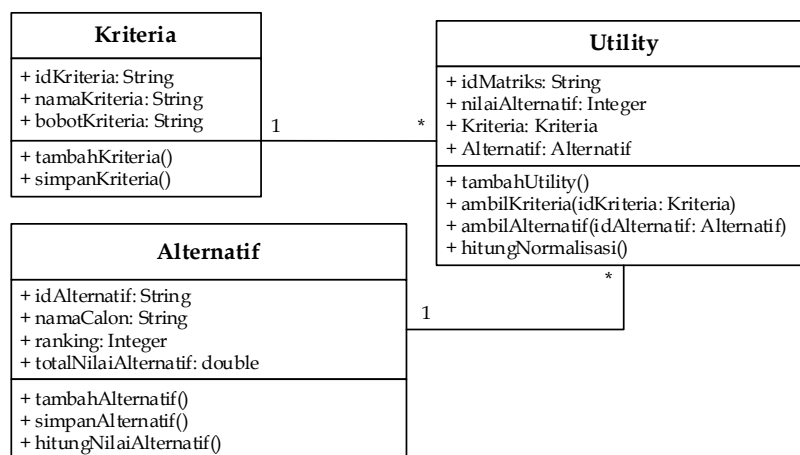 Kriteria
+ idKriteria: String
+ namaKriteria: String
+ bobotKriteria: String
+ tambahKriteria()
+ simpanKriteria()
1
*
Utility
+ idMatriks: String
+ nilaiAlternatif: Integer
+ Kriteria: Kriteria
+ Alternatif: Alternatif
+ tambahUtility()
+ ambilKriteria(idKriteria: Kriteria)
+ ambilAlternatif(idAlternatif: Alternatif)
+ hitungNormalisasi()
*
1
Alternatif
+ idAlternatif: String
+ namaCalon: String
+ ranking: Integer
+ totalNilaiAlternatif: double
+ tambahAlternatif()
+ simpanAlternatif()
+ hitungNilaiAlternatif()